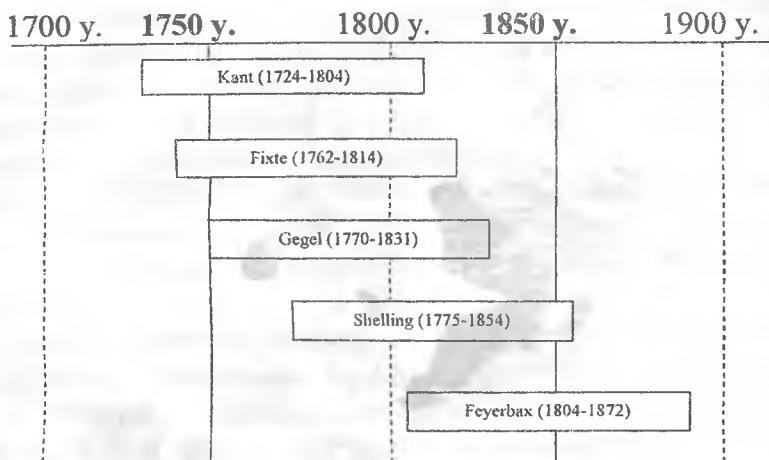 1700 y. 1750 y. 1800 y. 1850 y. 1900 y.
Kant (1724-1804)
Fixte (1762-1814)
Gegel (1770-1831)
Shelling (1775-1854)
Feyerbax (1804-1872)